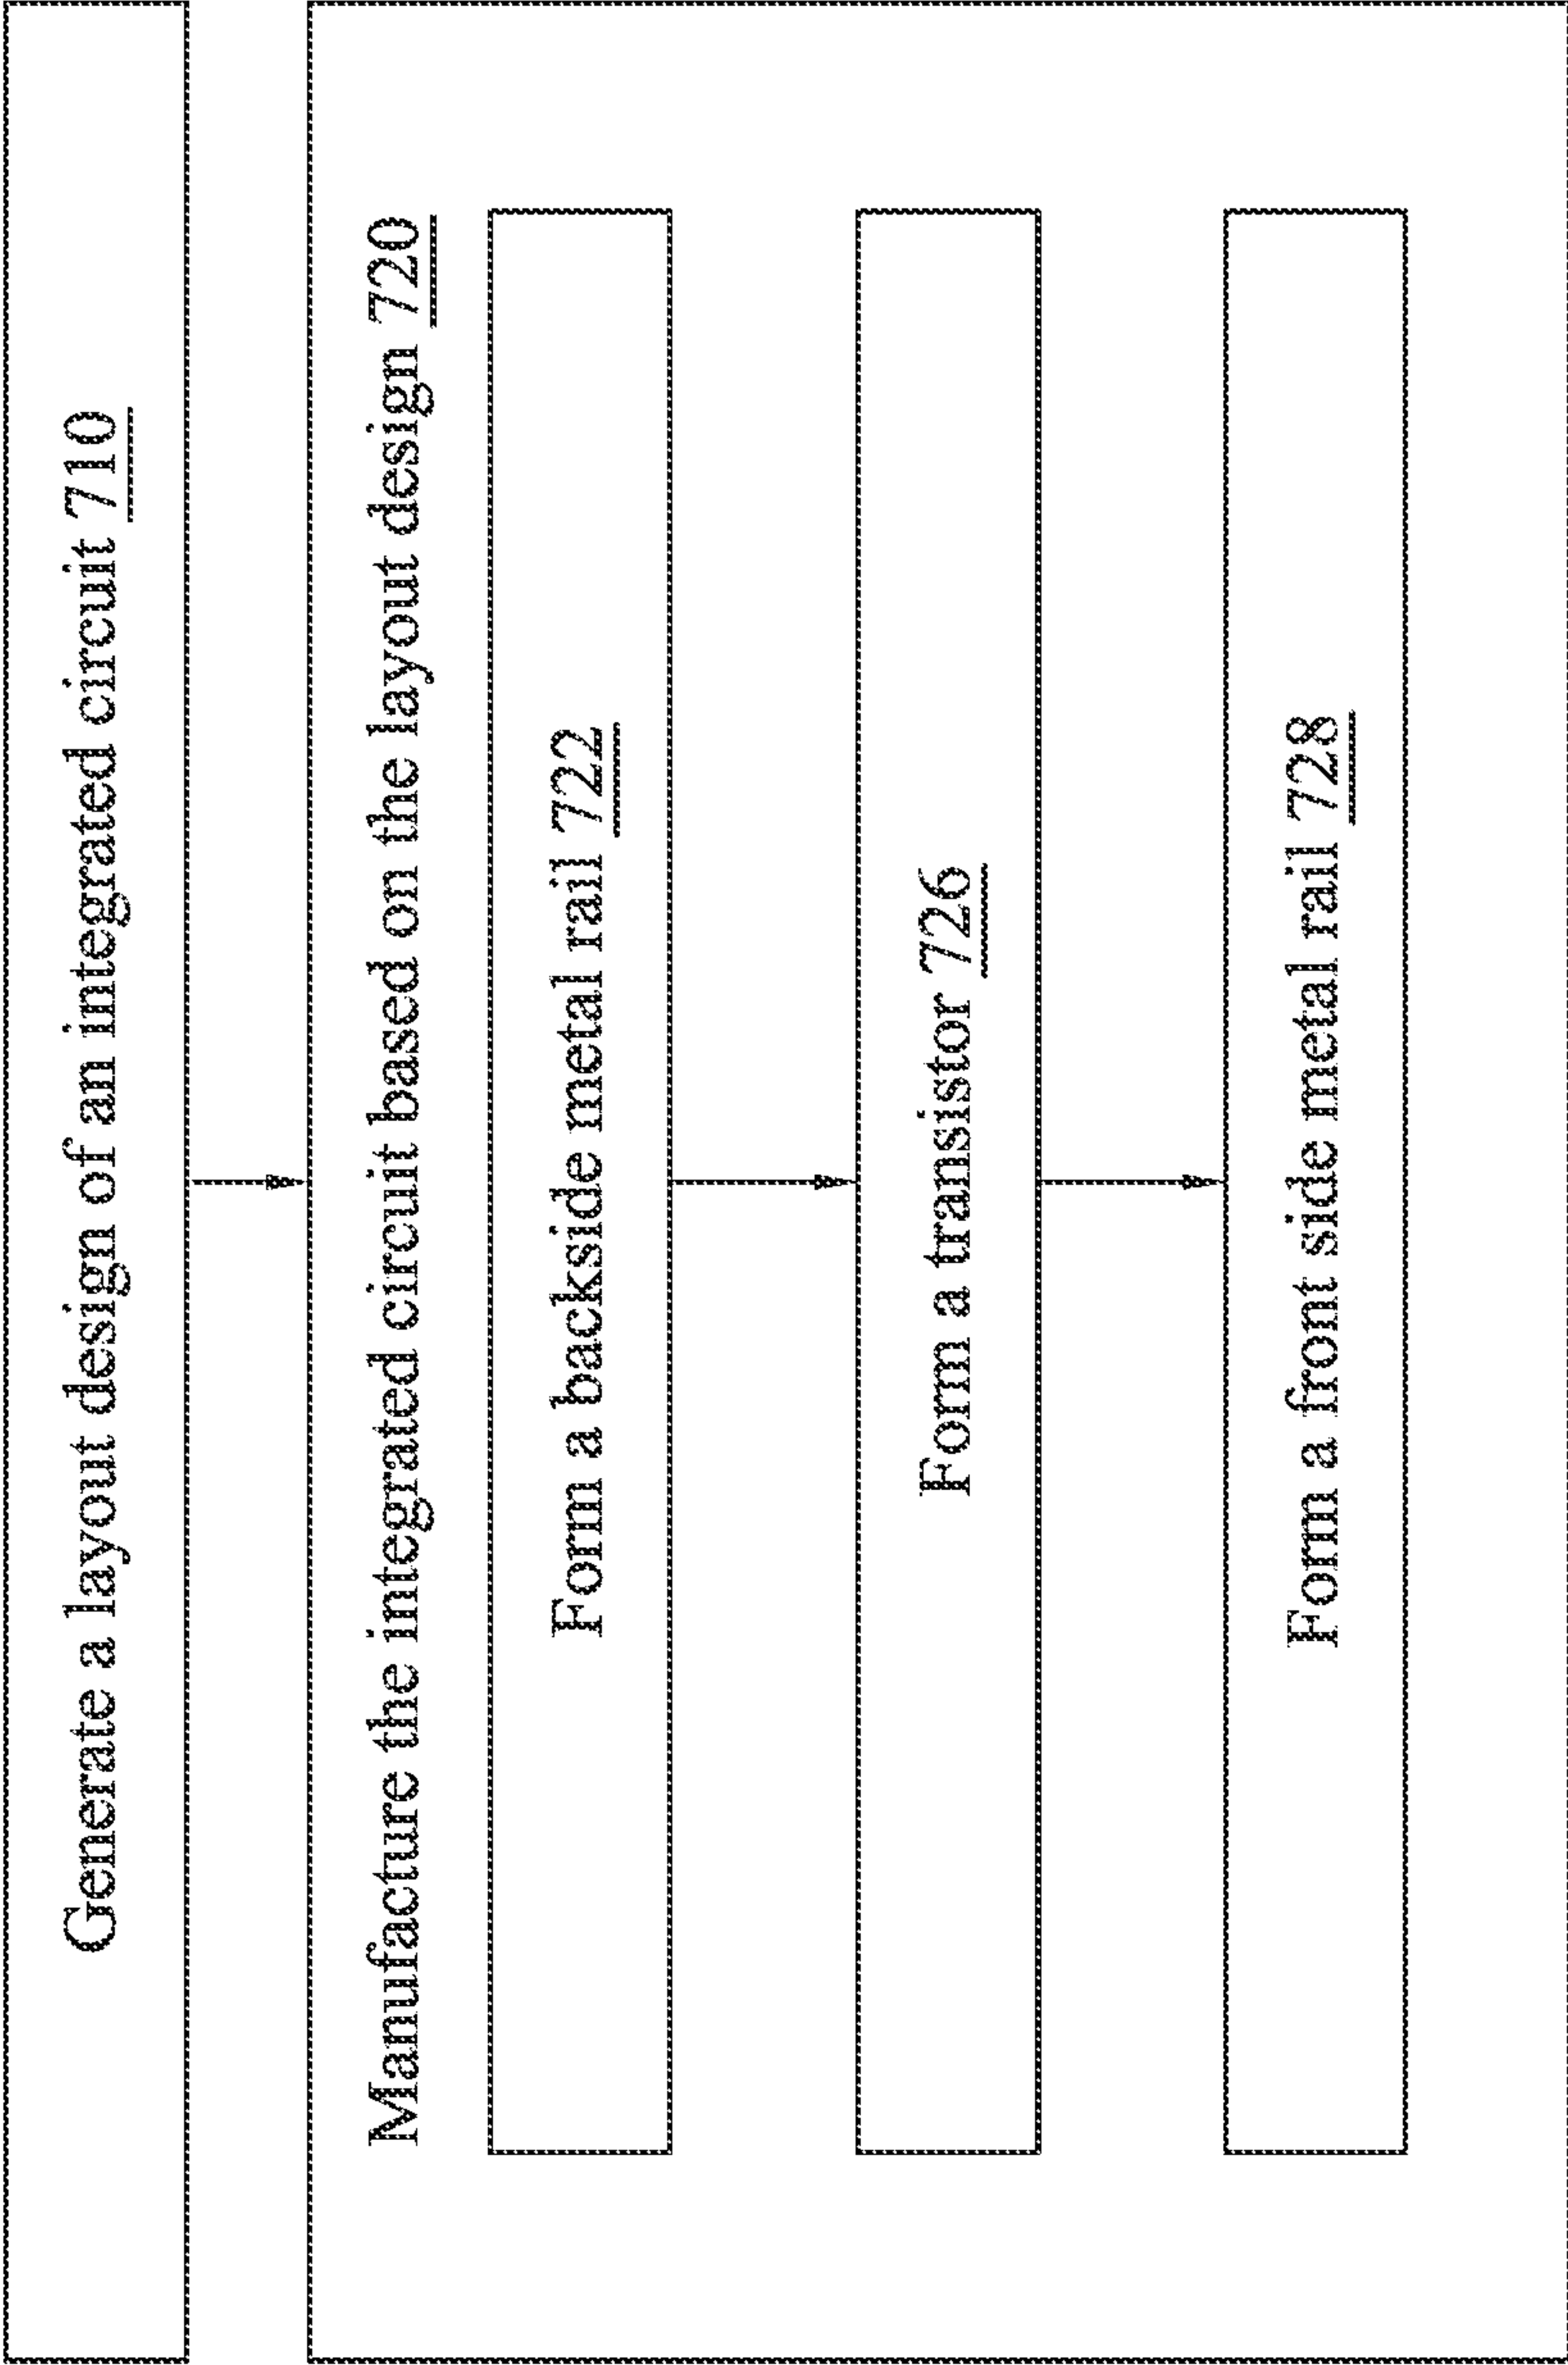 Generate a layout design of an integrated circuit 710
Manufacture the integrated circuit based on the layout design 720
Form a backside metal rail 722
Form a transistor 726
Form a front side metal rail 728